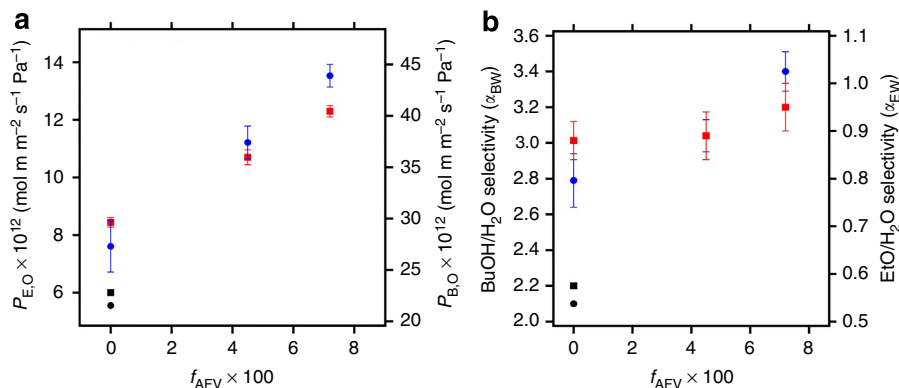 a
P_E,O × 10^12 (mol m m^−2 s^−1 Pa^−1)
14
12
10
8
6
45
40
35
30
25
20
P_B,O × 10^12 (mol m m^−2 s^−1 Pa^−1)
0 2 4 6 8
f_AFV × 100
b
BuOH/H2O selectivity (α_BW)
3.6
3.4
3.2
3.0
2.8
2.6
2.4
2.2
2.0
1.1
1.0
0.9
0.8
0.7
0.6
0.5
EtO/H2O selectivity (α_EW)
0 2 4 6 8
f_AFV × 100